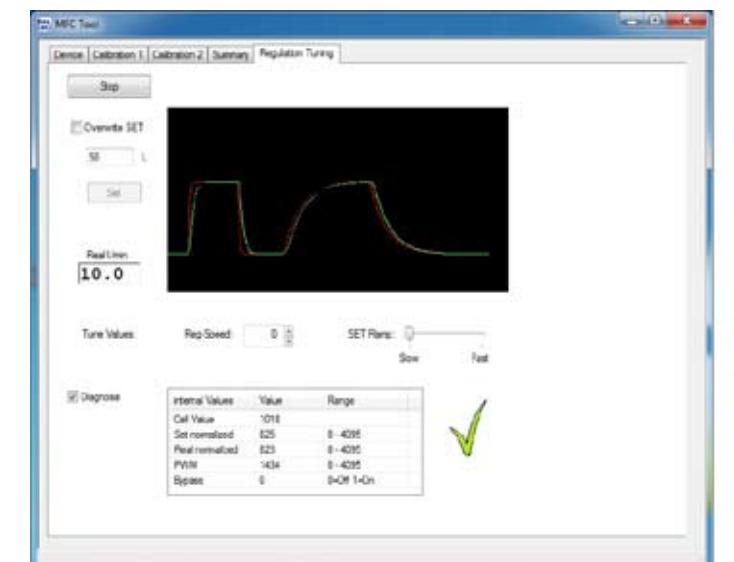 MFC Tool
Device Calibration 1 Calibration 2 Summary Regulation Tuning
Stop
Overwrite SET
50 L
Set
Real l/min
10.0
Tune Values: Reg-Speed: 0 SET Ramp:
Slow Fast
Diagnose
Internal Values Value Range
Cell Value 1018
Set normalized 825 0 - 4095
Real normalized 823 0 - 4095
PWM 1434 0 - 4095
Bypass 0 0=Off 1=On